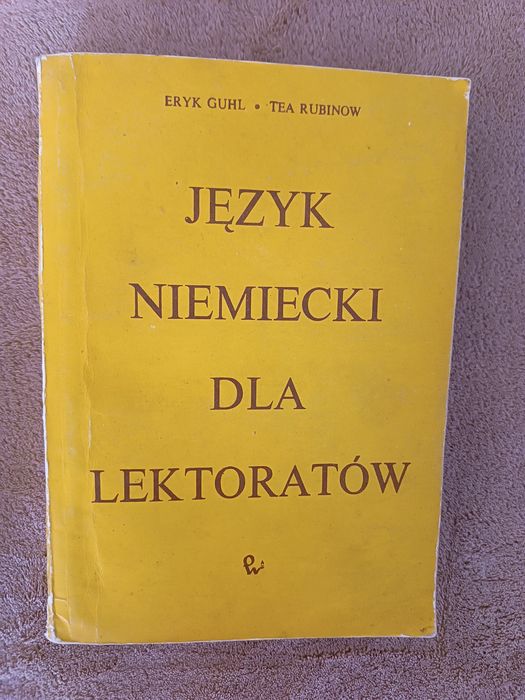 ERYK GUHL • TEA RUBINOW
JĘZYK
NIEMIECKI
DLA
LEKTORATÓW